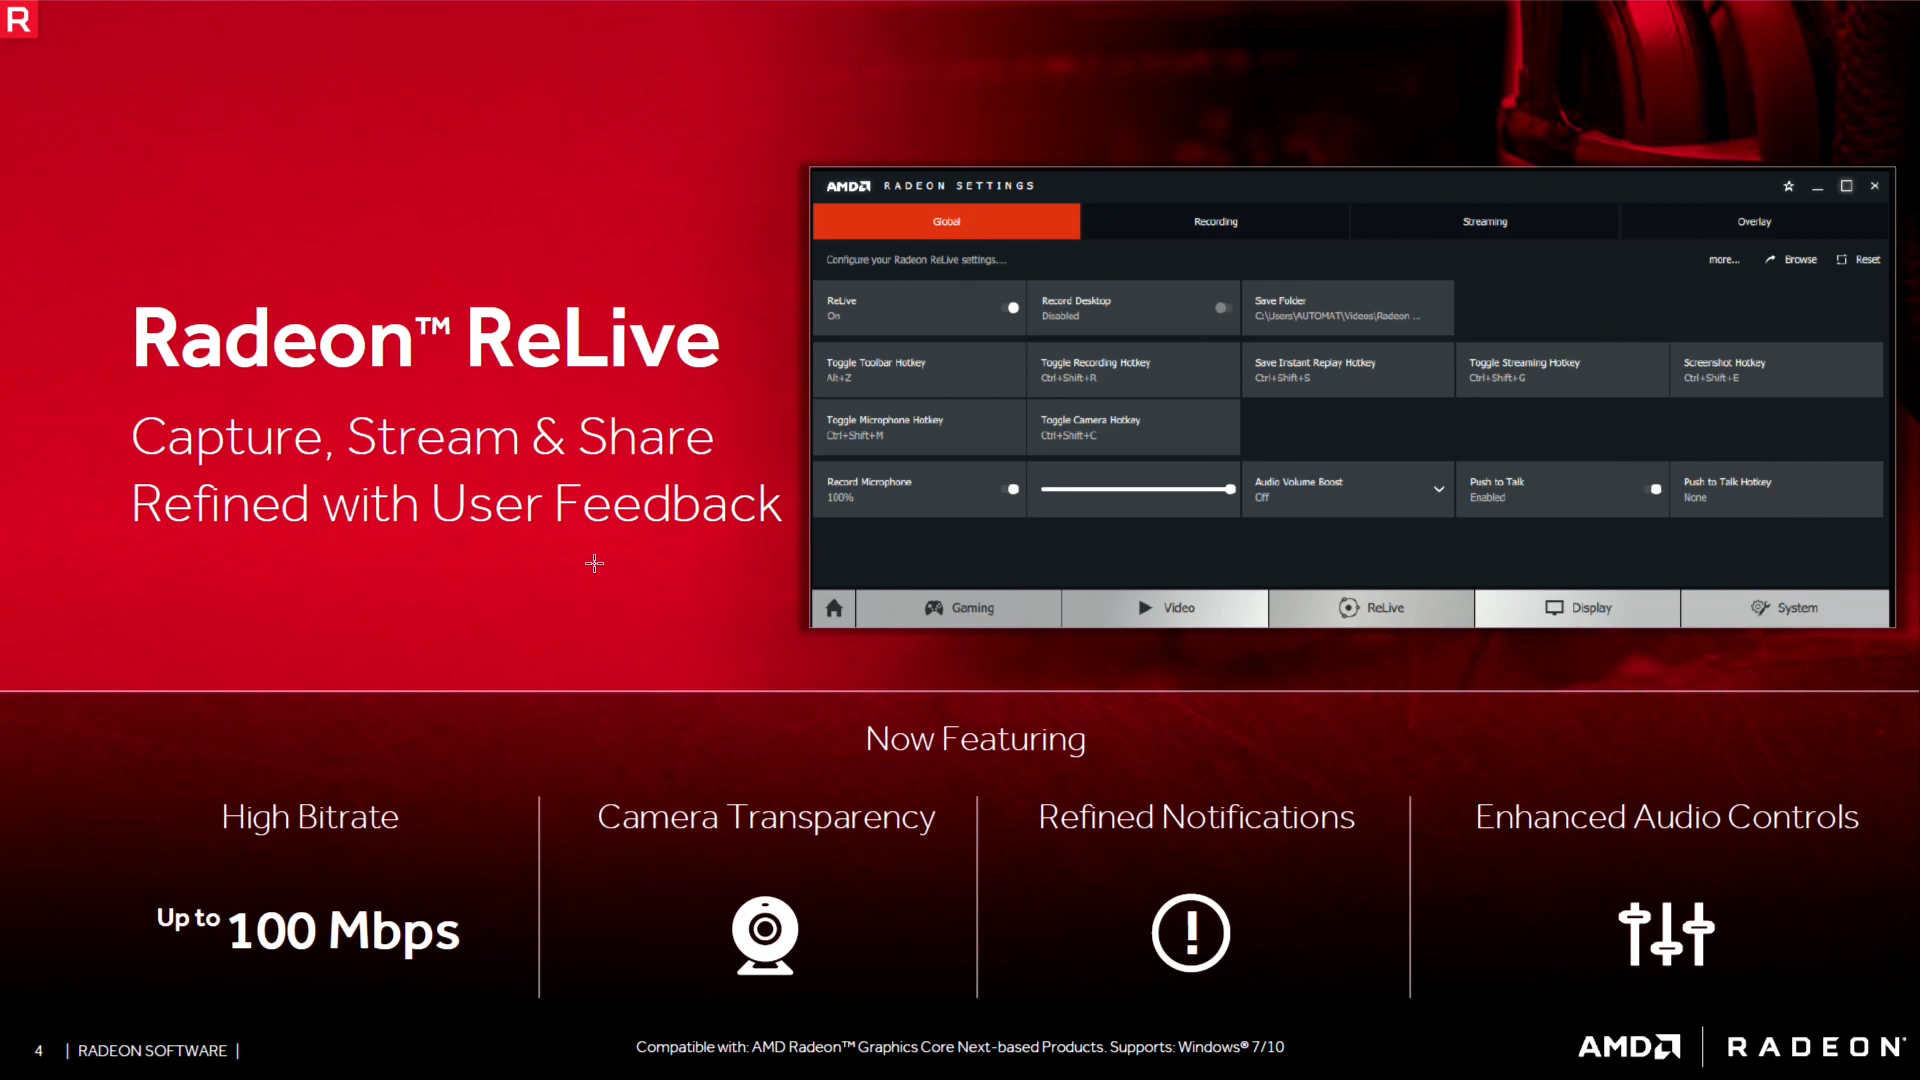 R
AMD RADEON SETTINGS
Global Recording Streaming Overlay
Configure your Radeon ReLive settings.... more... Browse Reset
ReLive Record Desktop Save Folder
On Disabled C:\Users\AUTOMAT\Videos\Radeon ...
Toggle Toolbar Hotkey Toggle Recording Hotkey Save Instant Replay Hotkey Toggle Streaming Hotkey Screenshot Hotkey
Alt+Z Ctrl+Shift+R Ctrl+Shift+S Ctrl+Shift+G Ctrl+Shift+E
Toggle Microphone Hotkey Toggle Camera Hotkey
Ctrl+Shift+M Ctrl+Shift+C
Record Microphone Audio Volume Boost Push to Talk Push to Talk Hotkey
100% Off Enabled None
Gaming Video ReLive Display System
Radeon™ ReLive
Capture, Stream & Share
Refined with User Feedback
Now Featuring
High Bitrate Camera Transparency Refined Notifications Enhanced Audio Controls
Up to 100 Mbps
4 | RADEON SOFTWARE |
Compatible with: AMD Radeon™ Graphics Core Next-based Products. Supports: Windows® 7/10
AMD RADEON